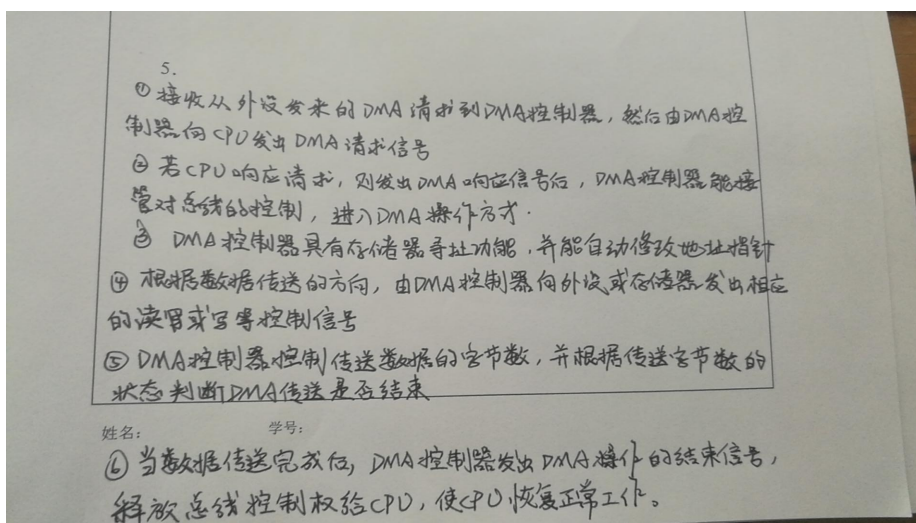 5.
①接收从外设发来的DMA请求到DMA控制器，然后由DMA控
制器向CPU发出DMA请求信号
②若CPU响应请求，则发出DMA响应信号后，DMA控制器能接
管对总线的控制，进入DMA操作方式.
③ DMA控制器具有存储器寻址功能，并能自动修改地址指针
④根据数据传送的方向，由DMA控制器向外设或存储器发出相应
的读或写等控制信号
⑤DMA控制器控制传送数据的字节数，并根据传送字节数的
状态判断DMA传送是否结束
姓名： 学号：
⑥当数据传送完成后，DMA控制器发出DMA操作的结束信号，
释放总线控制权给CPU，使CPU恢复正常工作。